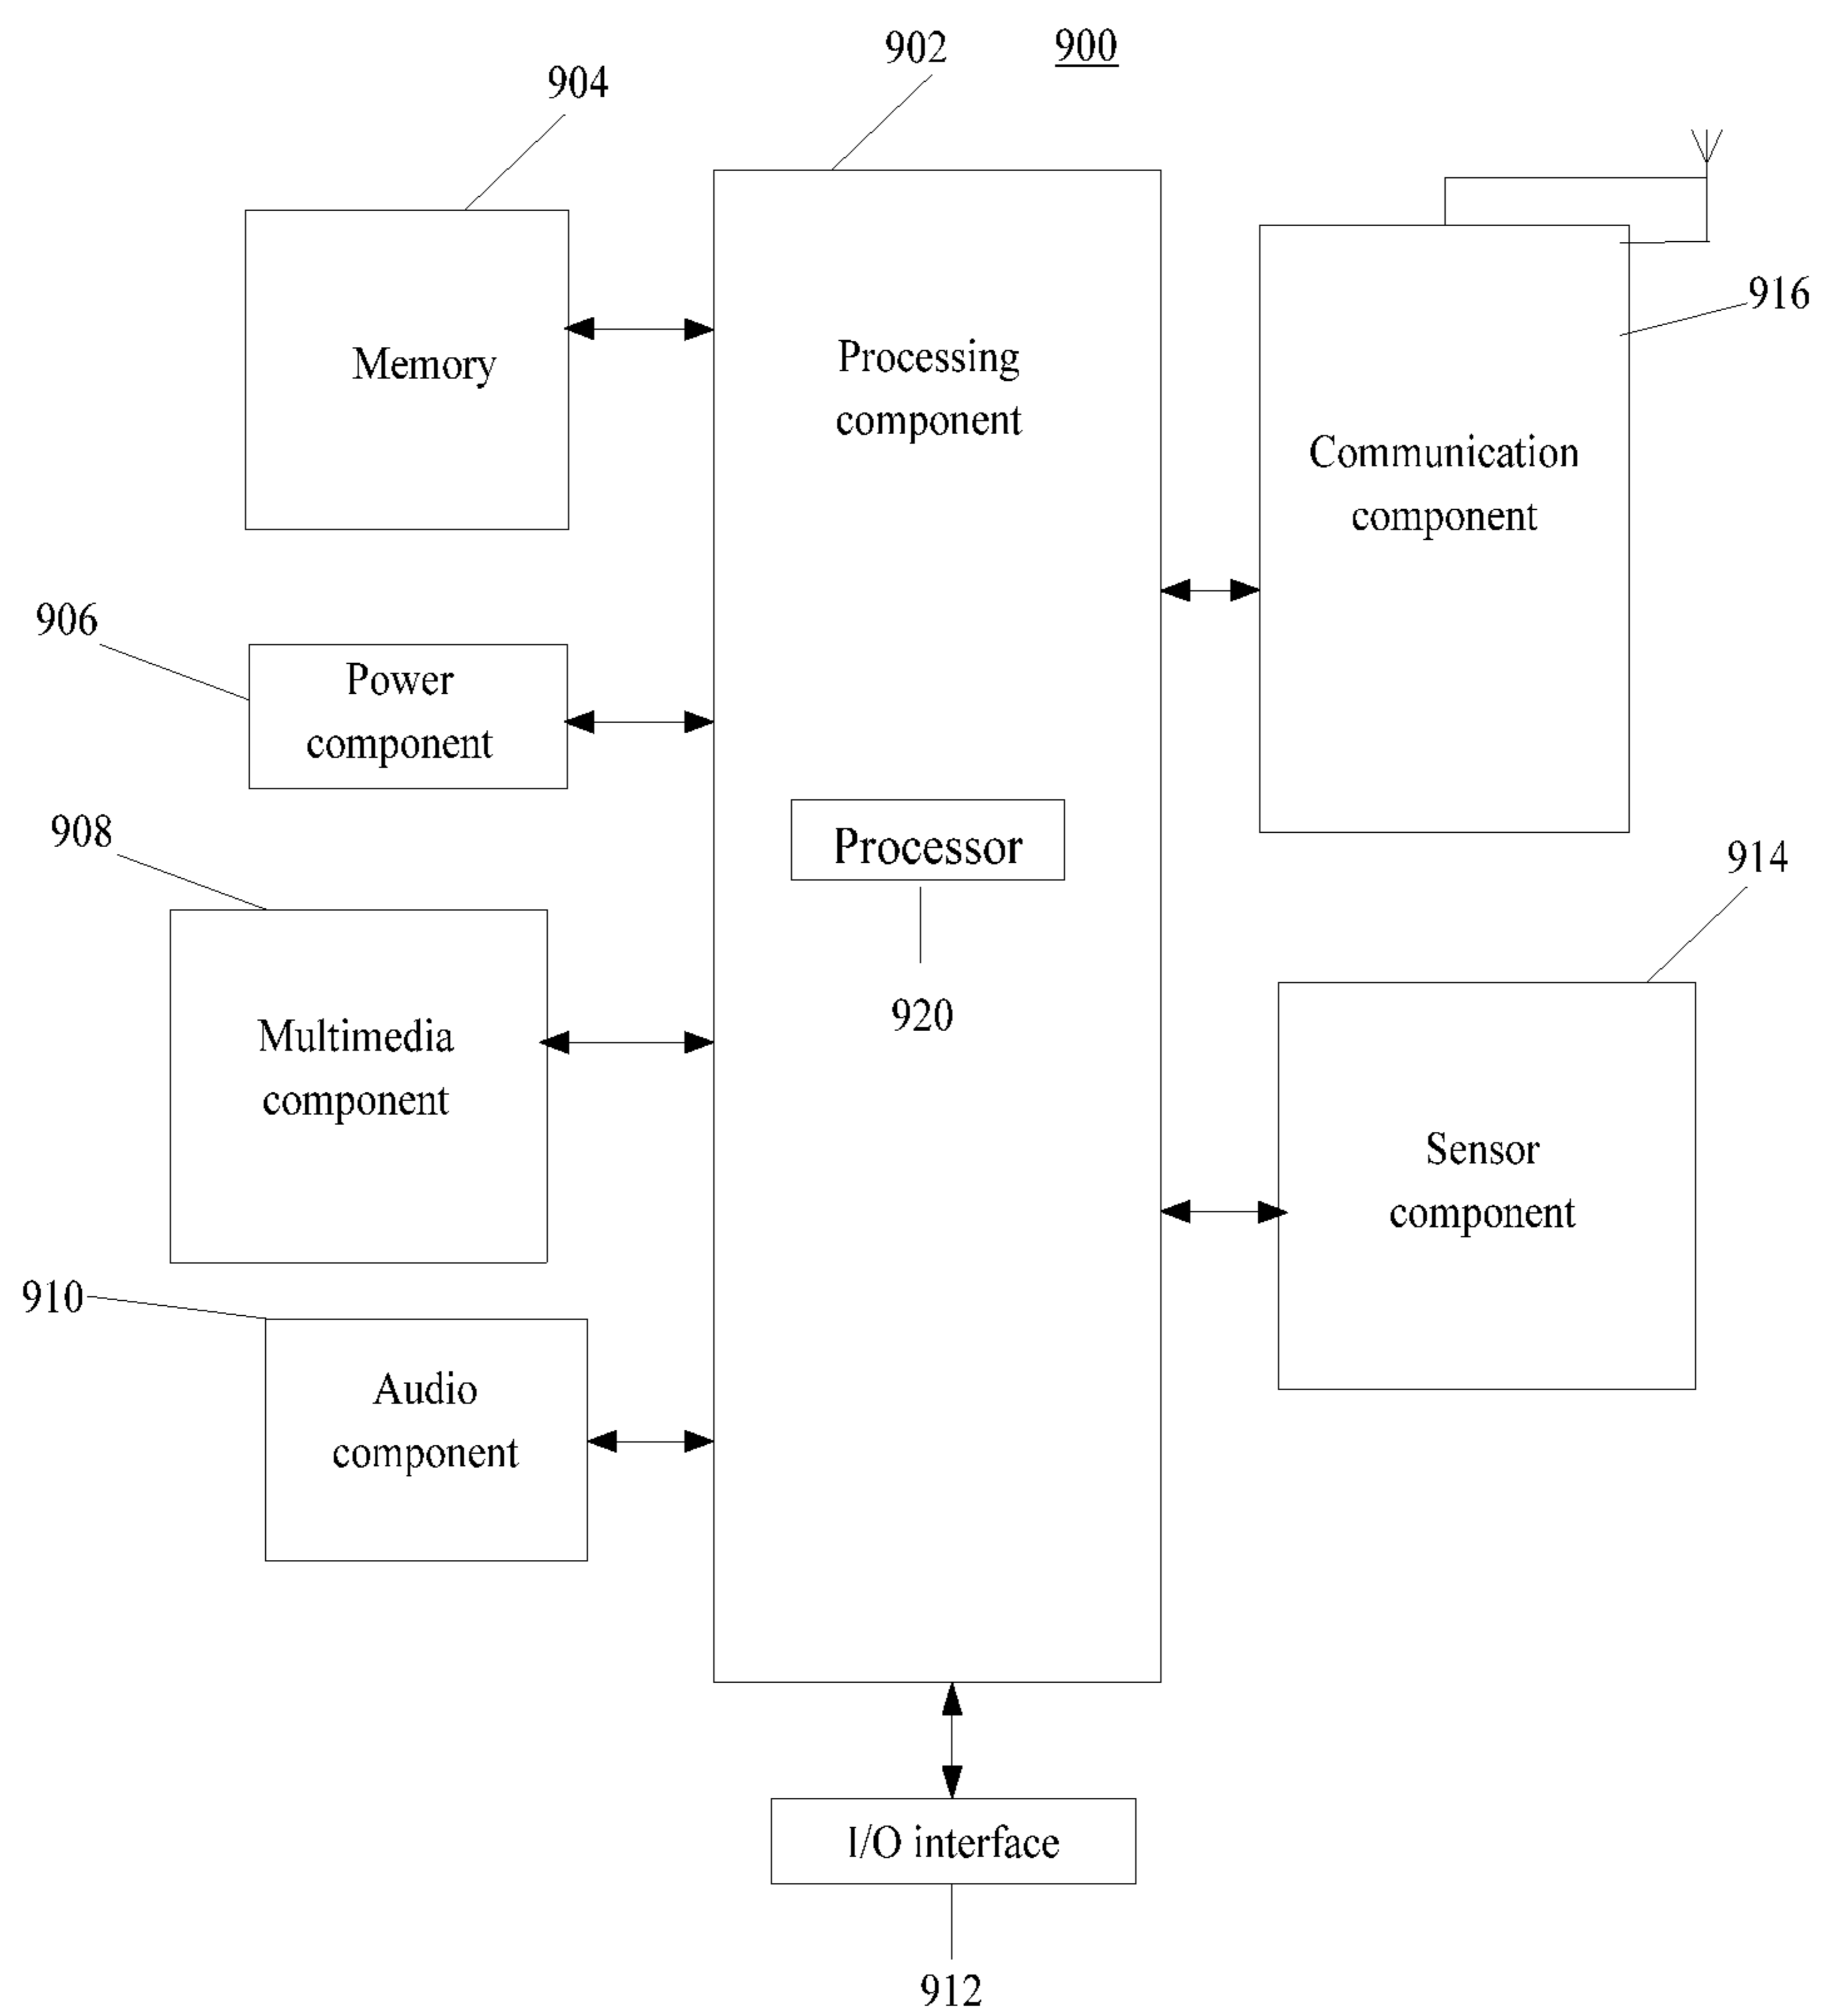 902
900
904
Memory
Processing
component
916
Communication
component
906
Power
component
908
Processor
914
920
Multimedia
component
Sensor
component
910
Audio
component
I/O interface
912